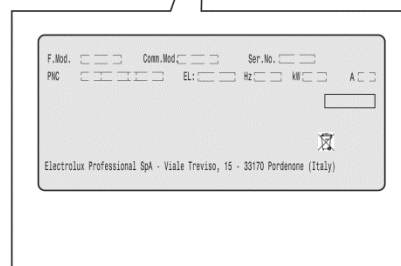 F.Mod. Comm.Mod. Ser.No.
PNC EL: Hz kW A
Electrolux Professional SpA - Viale Treviso, 15 - 33170 Pordenone (Italy)